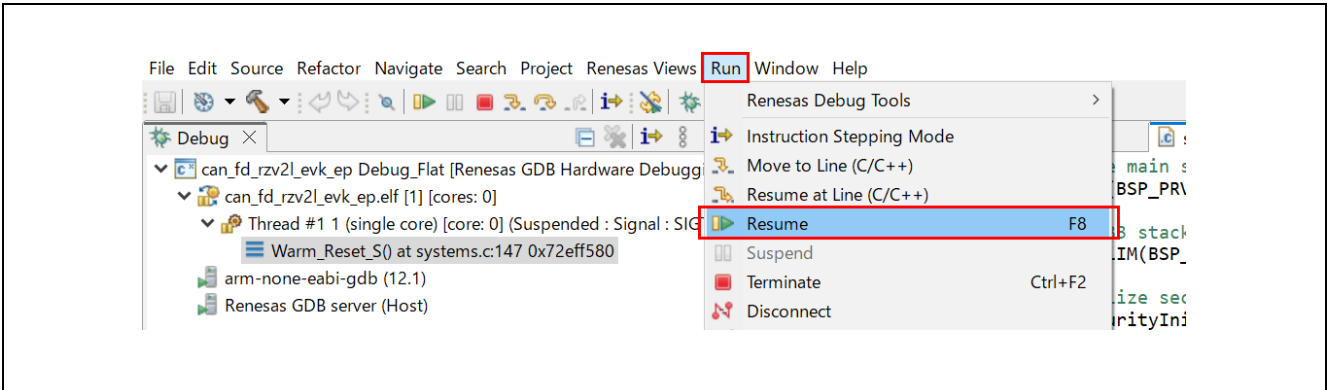 File Edit Source Refactor Navigate Search Project Renesas Views Run Window Help
Renesas Debug Tools
Debug
Instruction Stepping Mode
can_fd_rzv2l_evk_ep Debug_Flat [Renesas GDB Hardware Debuggi
Move to Line (C/C++)
main s
can_fd_rzv2l_evk_ep.elf [1] [cores: 0]
Resume at Line (C/C++)
(BSP_PRV
Thread #1 1 (single core) [core: 0] (Suspended : Signal : SIG
Resume F8
stack
Warm_Reset_S() at systems.c:147 0x72eff580
Suspend
IM(BSP_
arm-none-eabi-gdb (12.1)
Terminate Ctrl+F2
Renesas GDB server (Host)
Disconnect
ize sec
urityIni